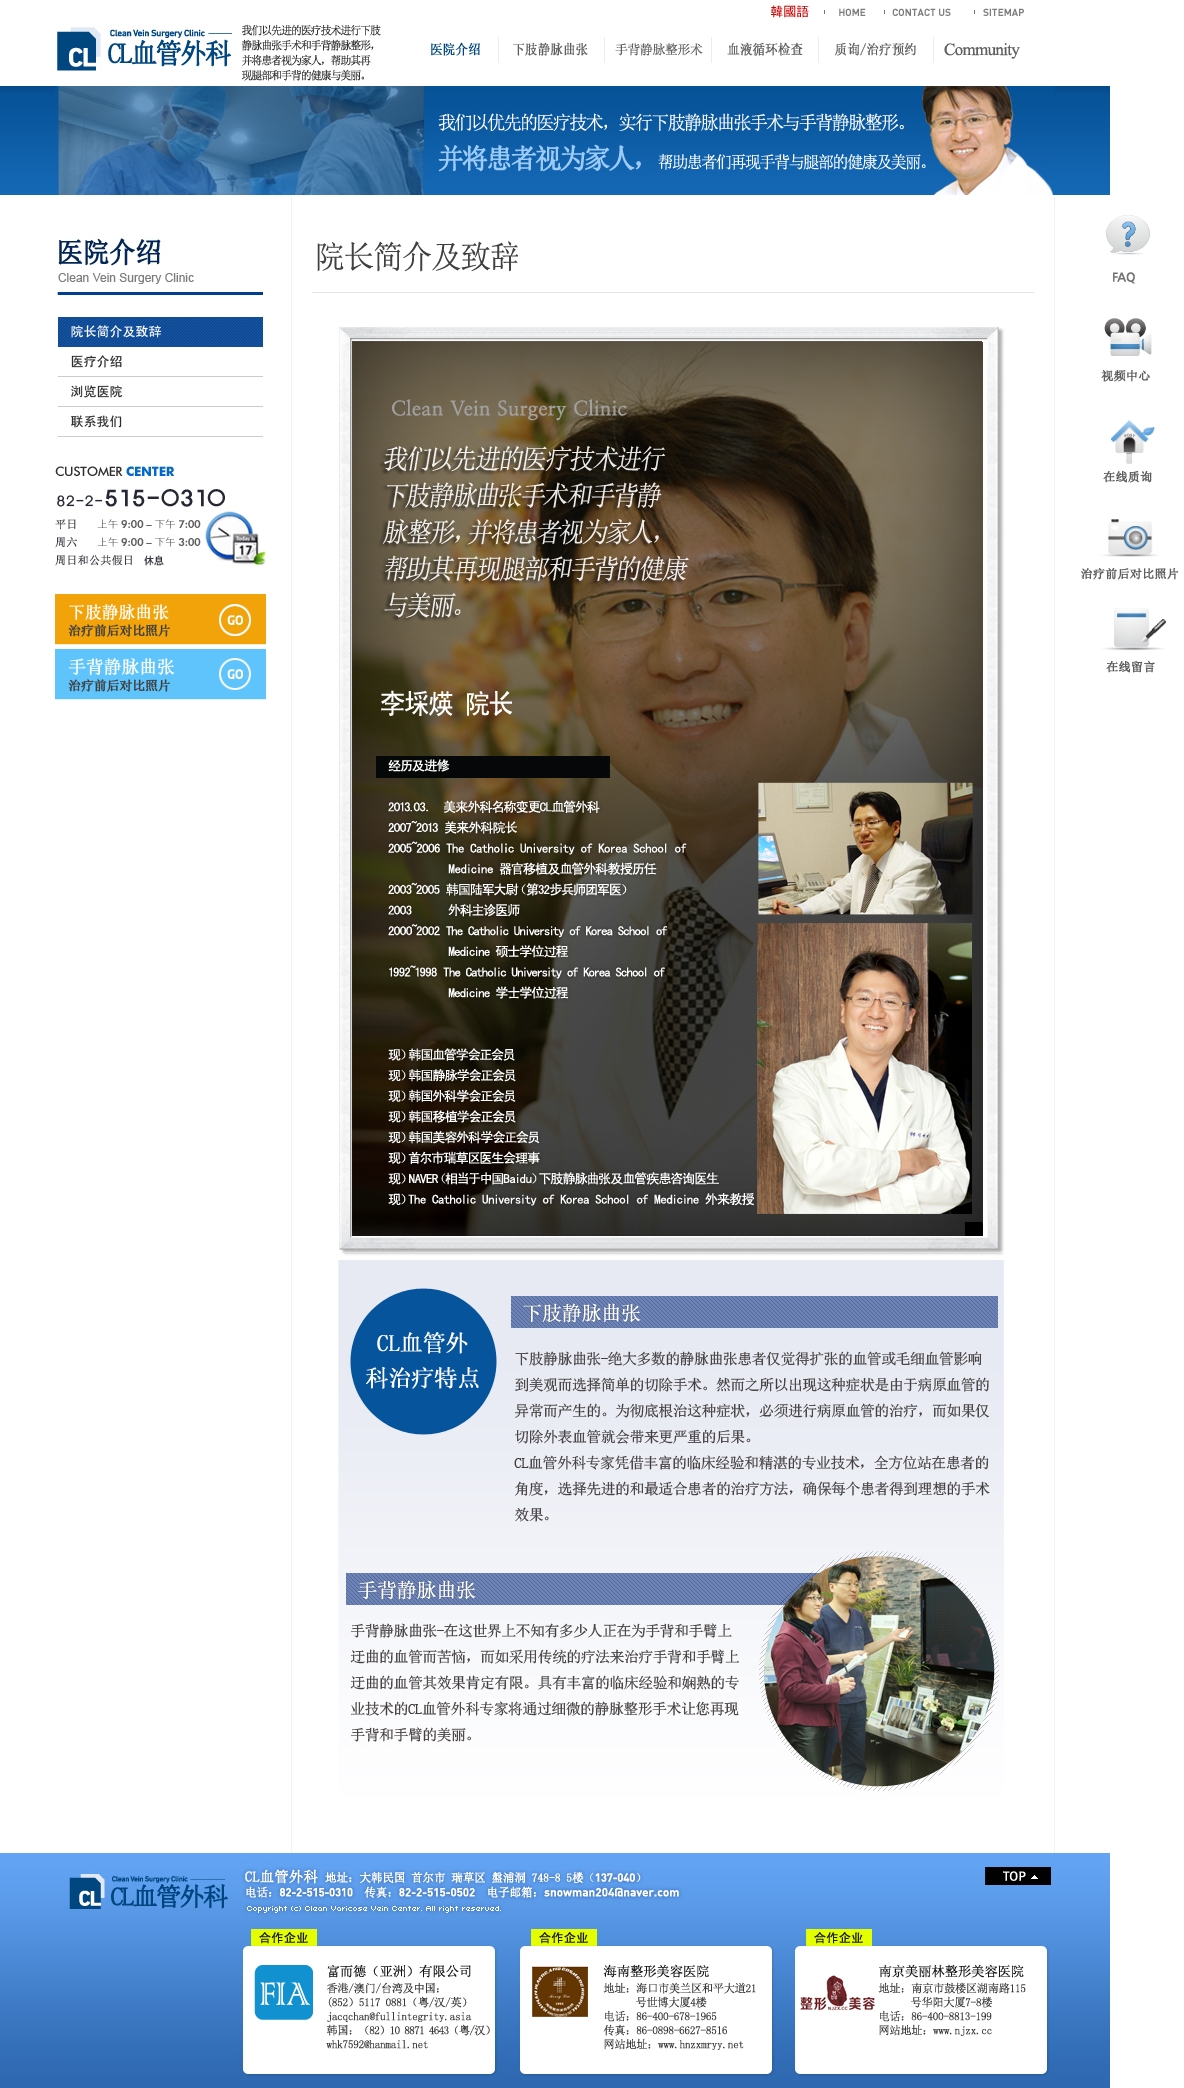 韓國語
HOME
CONTACT US
SITEMAP
CL
Clean Vein Surgery Clinic
CL血管外科
我们以先进的医疗技术进行下肢
静脉曲张手术和手背静脉整形,
并将患者视为家人，帮助其再
现腿部和手背的健康与美丽。
医院介绍
下肢静脉曲张
手背静脉整形术
血液循环检查
质询/治疗预约
Community
我们以优先的医疗技术，实行下肢静脉曲张手术与手背静脉整形。
并将患者视为家人，帮助患者们再现手背与腿部的健康及美丽。
医院介绍
Clean Vein Surgery Clinic
院长简介及致辞
医疗介绍
浏览医院
联系我们
CUSTOMER CENTER
82-2-515-0310
平日 上午 9:00 – 下午 7:00
周六 上午 9:00 – 下午 3:00
周日和公共假日 休息
Today is
17
下肢静脉曲张
治疗前后对比照片
GO
手背静脉曲张
治疗前后对比照片
GO
院长简介及致辞
Clean Vein Surgery Clinic
我们以先进的医疗技术进行
下肢静脉曲张手术和手背静
脉整形，并将患者视为家人，
帮助其再现腿部和手背的健康
与美丽。
李埰煐 院长
经历及进修
2013.03. 美来外科名称变更CL血管外科
2007~2013 美来外科院长
2005~2006 The Catholic University of Korea School of
Medicine 器官移植及血管外科教授历任
2003~2005 韩国陆军大尉（第32步兵师团军医）
2003 外科主诊医师
2000~2002 The Catholic University of Korea School of
Medicine 硕士学位过程
1992~1998 The Catholic University of Korea School of
Medicine 学士学位过程
现）韩国血管学会正会员
现）韩国静脉学会正会员
现）韩国外科学会正会员
现）韩国移植学会正会员
现）韩国美容外科学会正会员
现）首尔市瑞草区医生会理事
现）NAVER（相当于中国Baidu）下肢静脉曲张及血管疾患咨询医生
现）The Catholic University of Korea School of Medicine 外来教授
CL血管外
科治疗特点
下肢静脉曲张
下肢静脉曲张-绝大多数的静脉曲张患者仅觉得扩张的血管或毛细血管影响
到美观而选择简单的切除手术。然而之所以出现这种症状是由于病原血管的
异常而产生的。为彻底根治这种症状，必须进行病原血管的治疗，而如果仅
切除外表血管就会带来更严重的后果。
CL血管外科专家凭借丰富的临床经验和精湛的专业技术，全方位站在患者的
角度，选择先进的和最适合患者的治疗方法，确保每个患者得到理想的手术
效果。
手背静脉曲张
手背静脉曲张-在这世界上不知有多少人正在为手背和手臂上
迂曲的血管而苦恼，而如采用传统的疗法来治疗手背和手臂上
迂曲的血管其效果肯定有限。具有丰富的临床经验和娴熟的专
业技术的CL血管外科专家将通过细微的静脉整形手术让您再现
手背和手臂的美丽。
FAQ
视频中心
在线质询
治疗前后对比照片
在线留言
CL
Clean Vein Surgery Clinic
CL血管外科
CL血管外科 地址：大韩民国 首尔市 瑞草区 盤浦洞 748-8 5楼（137-040）
电话：82-2-515-0310 传真：82-2-515-0502 电子邮箱：snowman204@naver.com
Copyright (c) Clean Varicose Vein Center. All right reserved.
TOP
合作企业
FIA
富而德（亚洲）有限公司
香港/澳门/台湾及中国：
（852）5117 0881（粤/汉/英）
jacqchan@fullintegrity.asia
韩国：（82）10 8871 4643（粤/汉）
whk7592@hanmail.net
合作企业
海南整形美容医院
地址：海口市美兰区和平大道21
号世博大厦4楼
电话：86-400-678-1965
传真：86-0898-6627-8516
网站地址：www.hnzxmryy.net
合作企业
整形美容
NJZX.CC
南京美丽林整形美容医院
地址：南京市鼓楼区湖南路115
号华阳大厦7-8楼
电话：86-400-8813-199
网站地址：www.njzx.cc